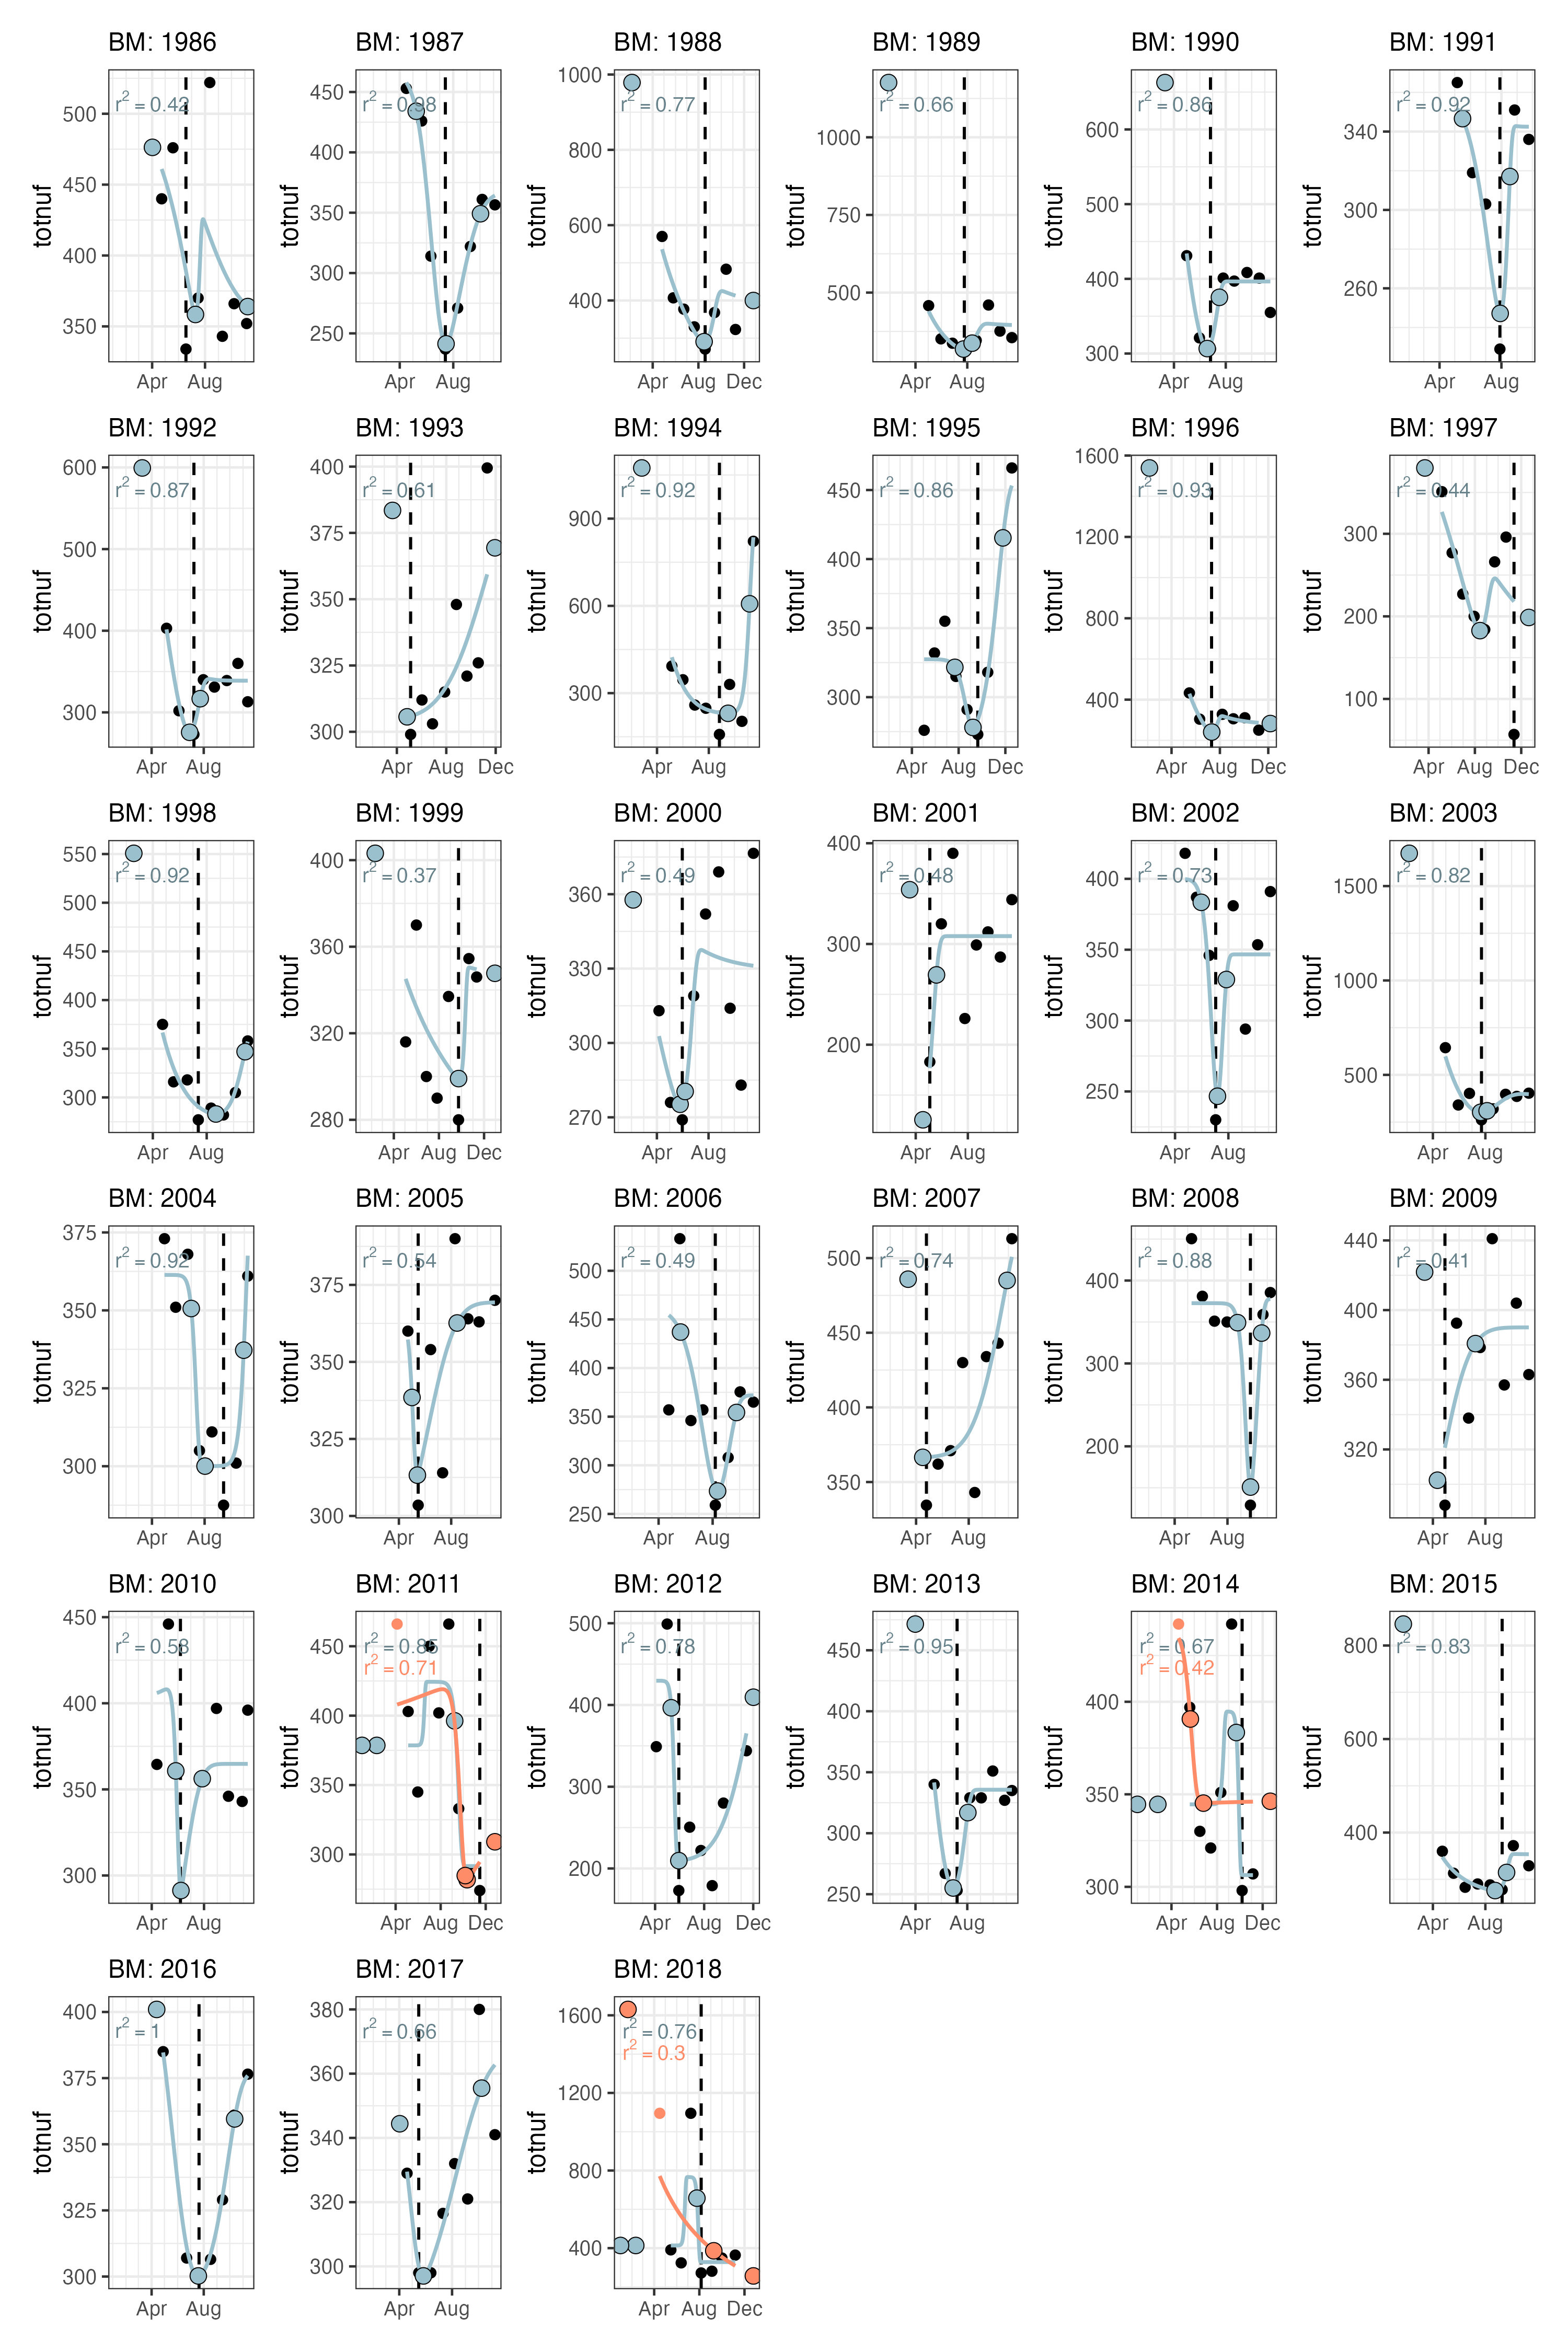 BM: 1986
r² = 0.42
totnuf
500
450
400
350
Apr Aug
BM: 1987
r² = 0.98
totnuf
450
400
350
300
250
Apr Aug
BM: 1988
r² = 0.77
totnuf
1000
800
600
400
Apr Aug Dec
BM: 1989
r² = 0.66
totnuf
1000
750
500
Apr Aug
BM: 1990
r² = 0.86
totnuf
600
500
400
300
Apr Aug
BM: 1991
r² = 0.92
totnuf
340
300
260
Apr Aug
BM: 1992
r² = 0.87
totnuf
600
500
400
300
Apr Aug
BM: 1993
r² = 0.61
totnuf
400
375
350
325
300
Apr Aug Dec
BM: 1994
r² = 0.92
totnuf
900
600
300
Apr Aug
BM: 1995
r² = 0.86
totnuf
450
400
350
300
Apr Aug Dec
BM: 1996
r² = 0.93
totnuf
1600
1200
800
400
Apr Aug Dec
BM: 1997
r² = 0.44
totnuf
300
200
100
Apr Aug Dec
BM: 1998
r² = 0.92
totnuf
550
500
450
400
350
300
Apr Aug
BM: 1999
r² = 0.37
totnuf
400
360
320
280
Apr Aug Dec
BM: 2000
r² = 0.49
totnuf
360
330
300
270
Apr Aug
BM: 2001
r² = 0.48
totnuf
400
300
200
Apr Aug
BM: 2002
r² = 0.73
totnuf
400
350
300
250
Apr Aug
BM: 2003
r² = 0.82
totnuf
1500
1000
500
Apr Aug
BM: 2004
r² = 0.92
totnuf
375
350
325
300
Apr Aug
BM: 2005
r² = 0.54
totnuf
375
350
325
300
Apr Aug
BM: 2006
r² = 0.49
totnuf
500
450
400
350
300
250
Apr Aug
BM: 2007
r² = 0.74
totnuf
500
450
400
350
Apr Aug
BM: 2008
r² = 0.88
totnuf
400
300
200
Apr Aug
BM: 2009
r² = 0.41
totnuf
440
400
360
320
Apr Aug
BM: 2010
r² = 0.58
totnuf
450
400
350
300
Apr Aug
BM: 2011
r² = 0.86
r² = 0.71
totnuf
450
400
350
300
Apr Aug Dec
BM: 2012
r² = 0.78
totnuf
500
400
300
200
Apr Aug Dec
BM: 2013
r² = 0.95
totnuf
450
400
350
300
250
Apr Aug
BM: 2014
r² = 0.67
r² = 0.42
totnuf
400
350
300
Apr Aug Dec
BM: 2015
r² = 0.83
totnuf
800
600
400
Apr Aug
BM: 2016
r² = 1
totnuf
400
375
350
325
300
Apr Aug
BM: 2017
r² = 0.66
totnuf
380
360
340
320
300
Apr Aug
BM: 2018
r² = 0.76
r² = 0.3
totnuf
1600
1200
800
400
Apr Aug Dec